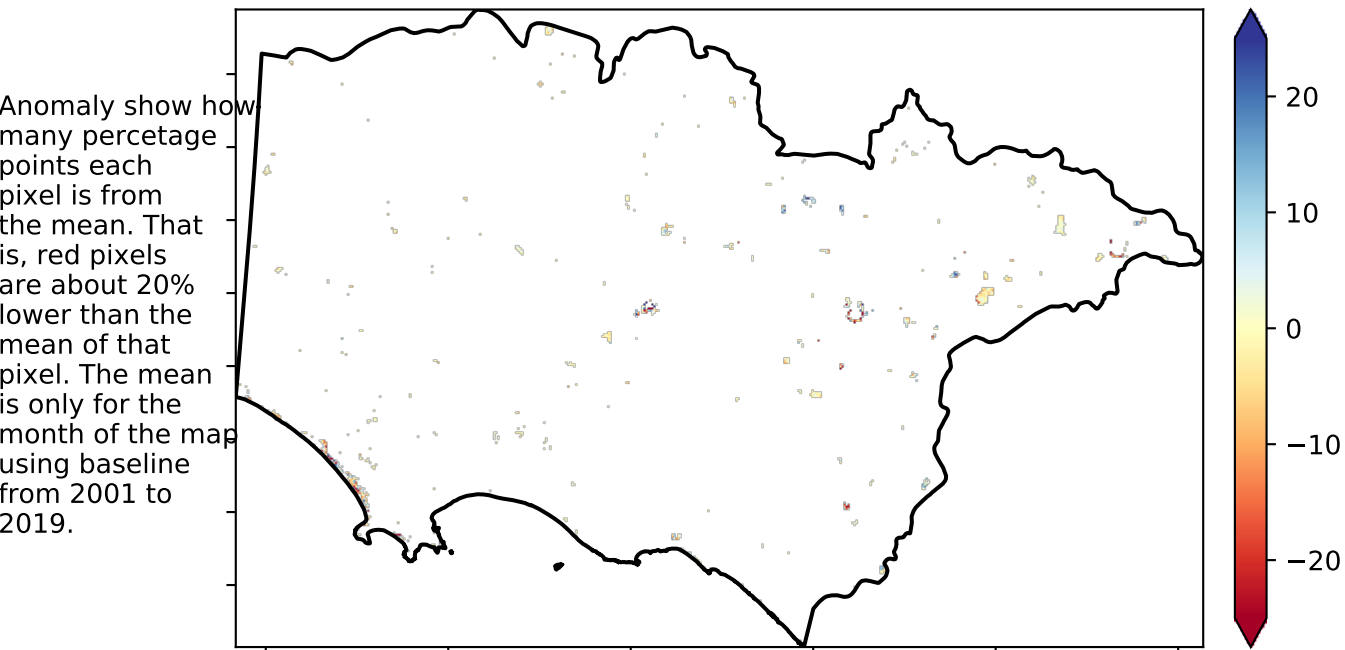 Anomaly show how
many percetage
points each
pixel is from
the mean. That
is, red pixels
are about 20%
lower than the
mean of that
pixel. The mean
is only for the
month of the map
using baseline
from 2001 to
2019.
20
10
0
−10
−20